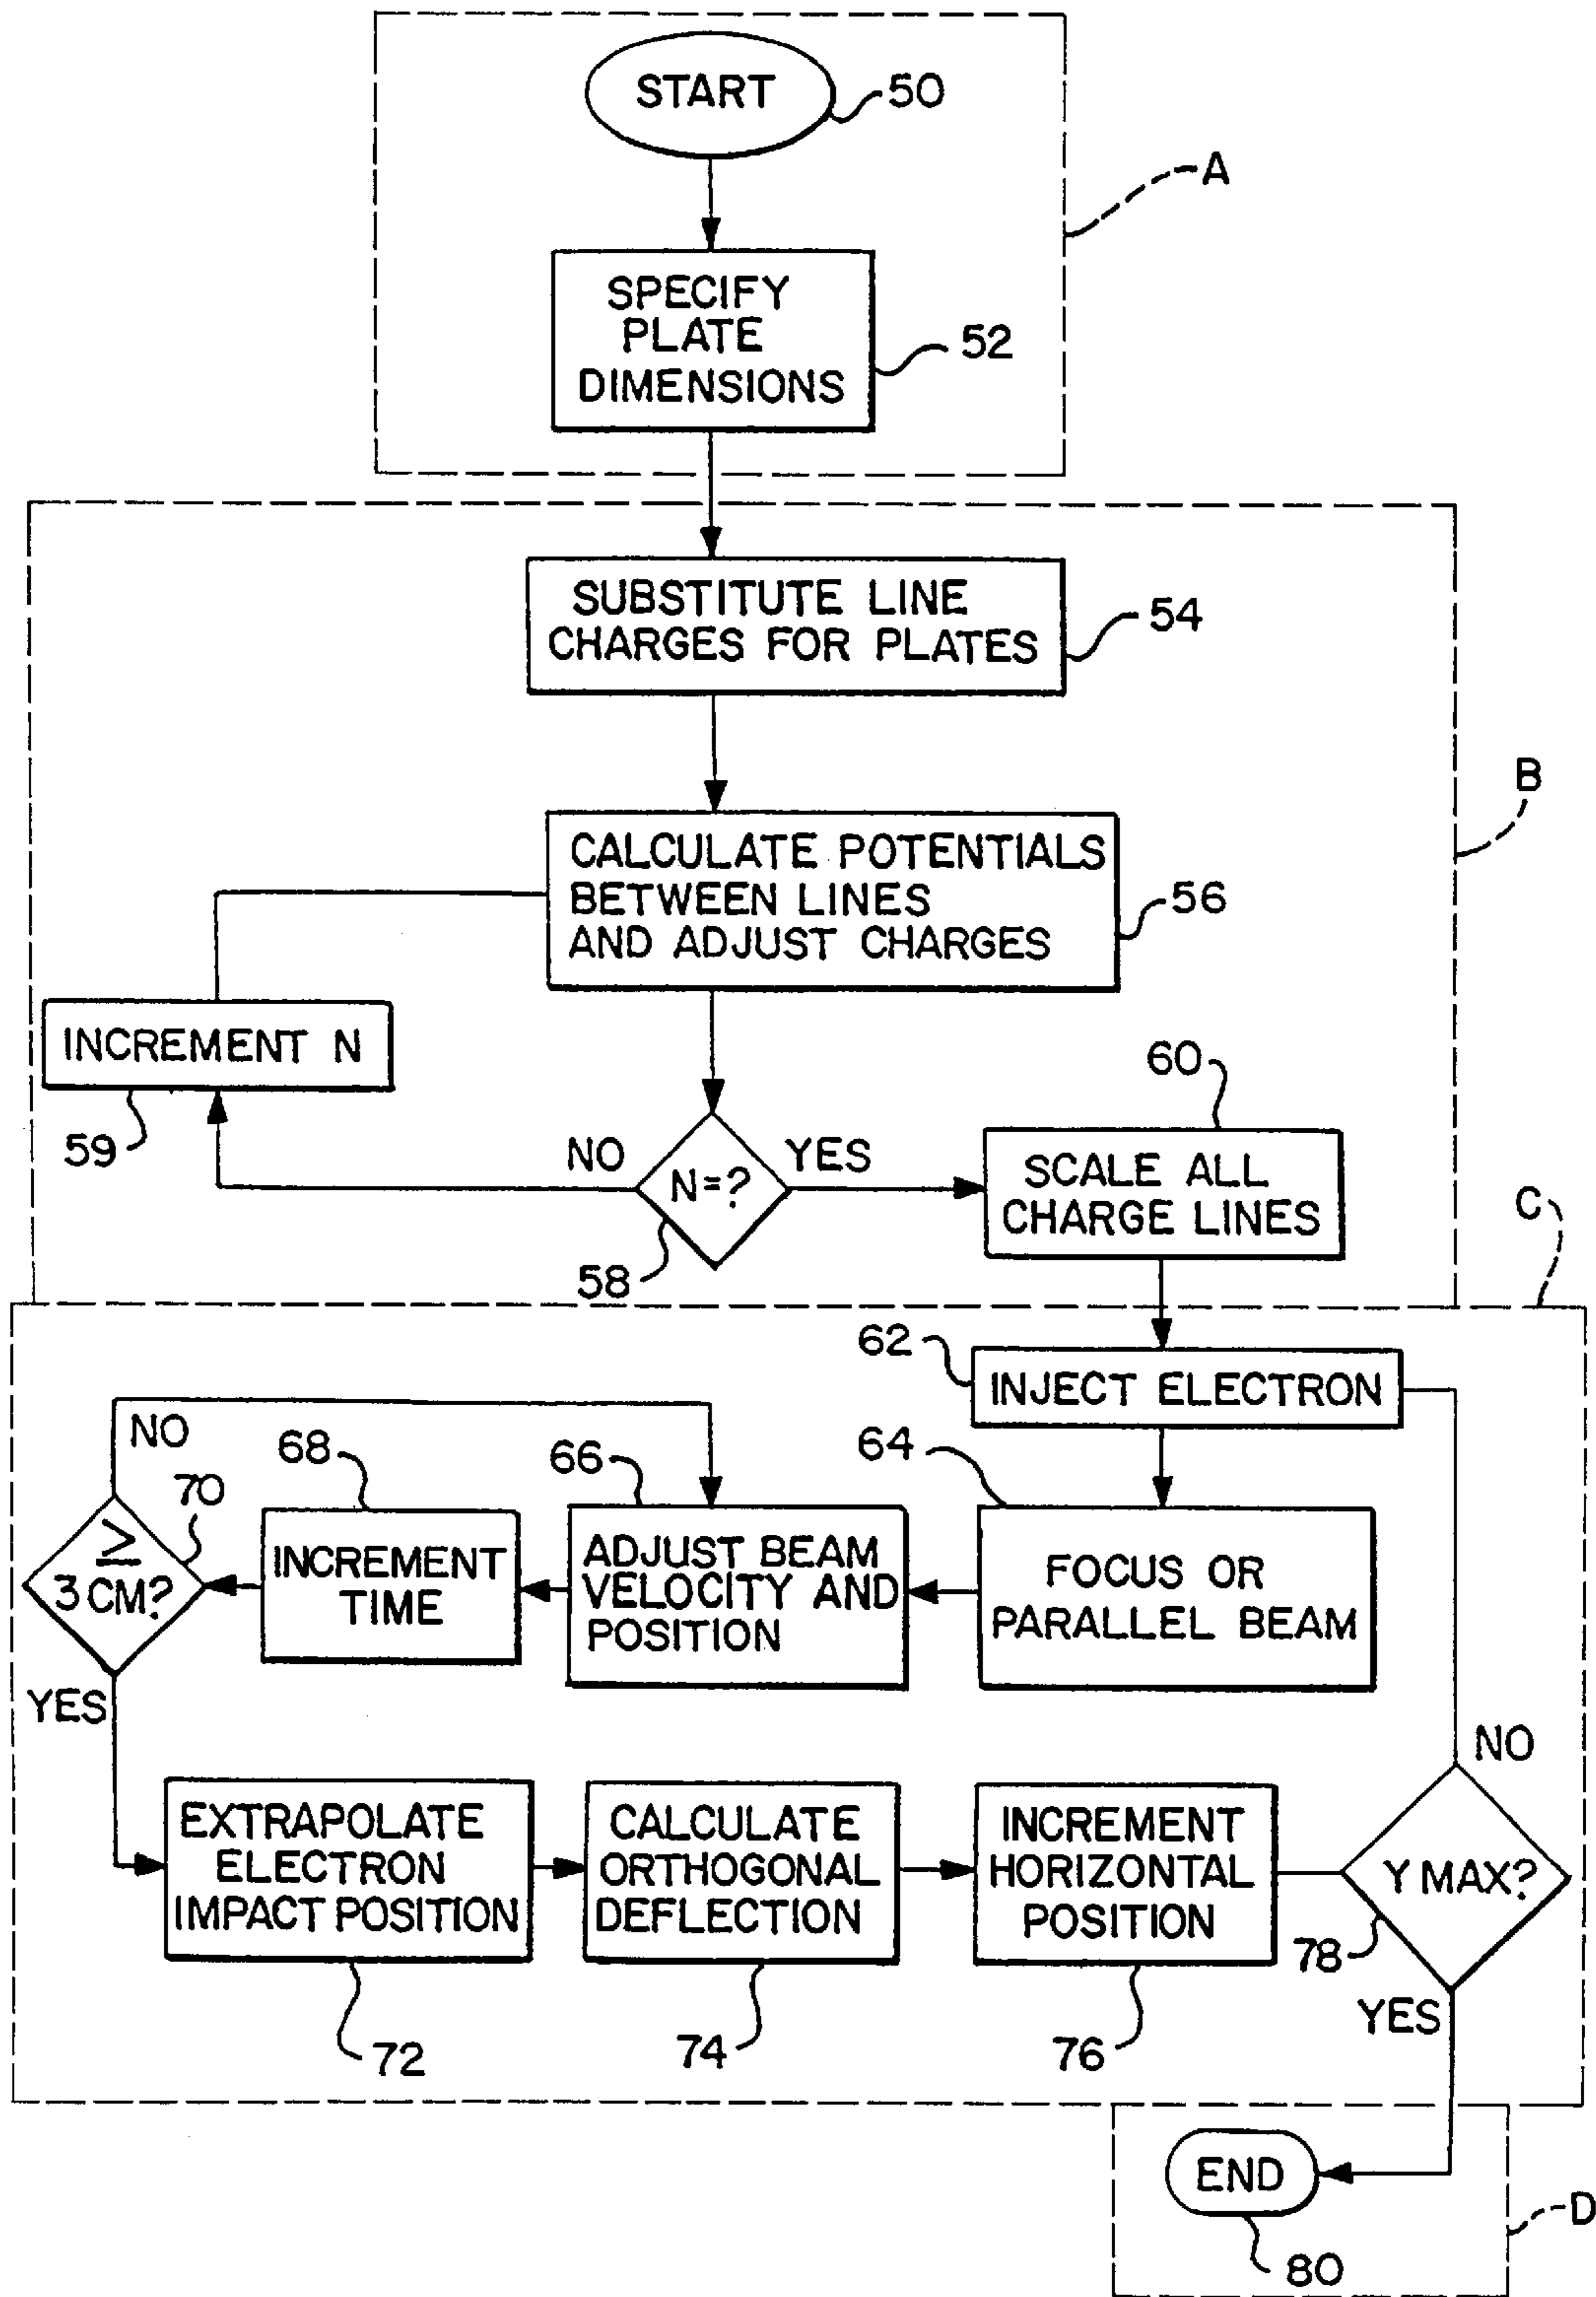 START
50
A
SPECIFY
PLATE
DIMENSIONS
52
SUBSTITUTE LINE
CHARGES FOR PLATES
54
B
CALCULATE POTENTIALS
BETWEEN LINES
AND ADJUST CHARGES
56
INCREMENT N
59
NO
N=?
YES
58
60
SCALE ALL
CHARGE LINES
C
62
INJECT ELECTRON
NO
70
≥
3 CM?
YES
68
INCREMENT
TIME
66
ADJUST BEAM
VELOCITY AND
POSITION
64
FOCUS OR
PARALLEL BEAM
EXTRAPOLATE
ELECTRON
IMPACT POSITION
72
CALCULATE
ORTHOGONAL
DEFLECTION
74
INCREMENT
HORIZONTAL
POSITION
76
NO
Y MAX?
78
YES
END
80
D